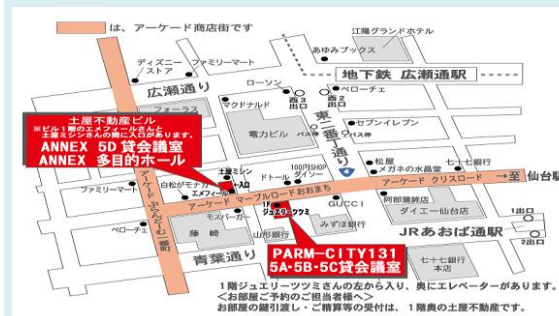 は、アーケード商店街です
江陽グランドホテル
あゆみブックス
ディズニー
ストア
ファミリーマート
地下鉄 広瀬通駅
広瀬通り
ローソン
西3
出口
西2
出口
ベローチェ
フォーラス
マクドナルド
東二番丁通り
セブンイレブン
バス停
バス停
電力ビル
土屋不動産ビル
※ビル1階のエメフィールさんと
土屋ミシンさんの間に入口があります。
ANNEX 5D 貸会議室
ANNEX 多目的ホール
土屋ミシン
入口
エメフィール
100円SHOP
ダイソー
ドトール
松屋
メガネの水晶堂
七十七銀行
4
ファミリーマート
白松がモナカ
アーケード マーブルロードおおまち
アーケード クリスロード
→至 仙台駅
アーケードぶらんどーむ一番町
1F
ジュエリーツツミ
GUCCI
阿部蒲鉾店
ダイエー仙台店
モスバーガー
ベローチェ
藤崎
山形銀行
みずほ銀行
1出口
2出口
JRあおば通駅
青葉通り
PARM-CITY131
5A・5B・5C貸会議室
七十七銀行
本店
1階ジュエリーツツミさんの左から入り、奥にエレベーターがあります。
<お部屋ご予約のご担当者様へ>
お部屋の鍵引渡し・ご精算等の受付は、1階奥の土屋不動産です。